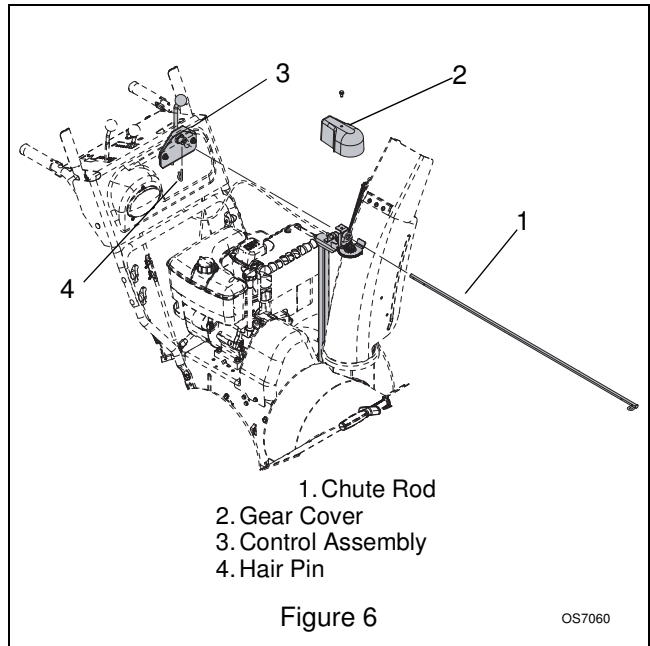 3
2
1
4
1. Chute Rod
2. Gear Cover
3. Control Assembly
4. Hair Pin
Figure 6
OS7060